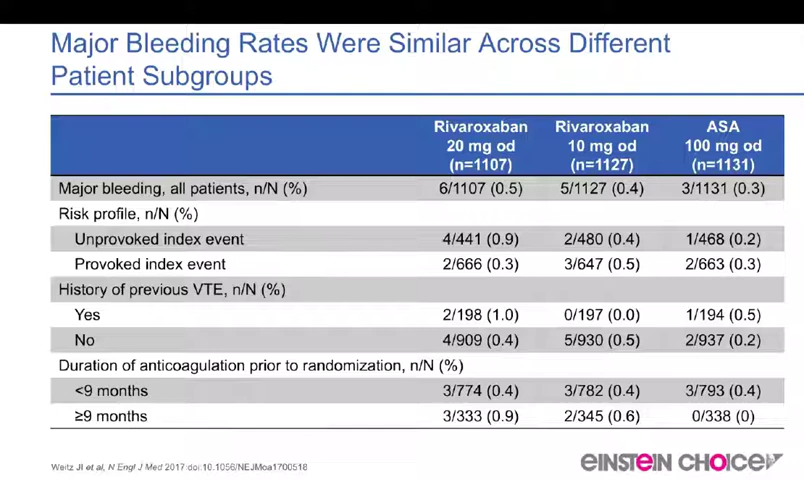 Major Bleeding Rates Were Similar Across Different
Patient Subgroups
Rivaroxaban 20 mg od (n=1107) Rivaroxaban 10 mg od (n=1127) ASA 100 mg od (n=1131)
Major bleeding, all patients, n/N (%) 6/1107 (0.5) 5/1127 (0.4) 3/1131 (0.3)
Risk profile, n/N (%)
Unprovoked index event 4/441 (0.9) 2/480 (0.4) 1/468 (0.2)
Provoked index event 2/666 (0.3) 3/647 (0.5) 2/663 (0.3)
History of previous VTE, n/N (%)
Yes 2/198 (1.0) 0/197 (0.0) 1/194 (0.5)
No 4/909 (0.4) 5/930 (0.5) 2/937 (0.2)
Duration of anticoagulation prior to randomization, n/N (%)
<9 months 3/774 (0.4) 3/782 (0.4) 3/793 (0.4)
≥9 months 3/333 (0.9) 2/345 (0.6) 0/338 (0)
Weitz JI et al, N Engl J Med 2017 doi:10.1056/NEJMoa1700518
EINSTEIN CHOICE